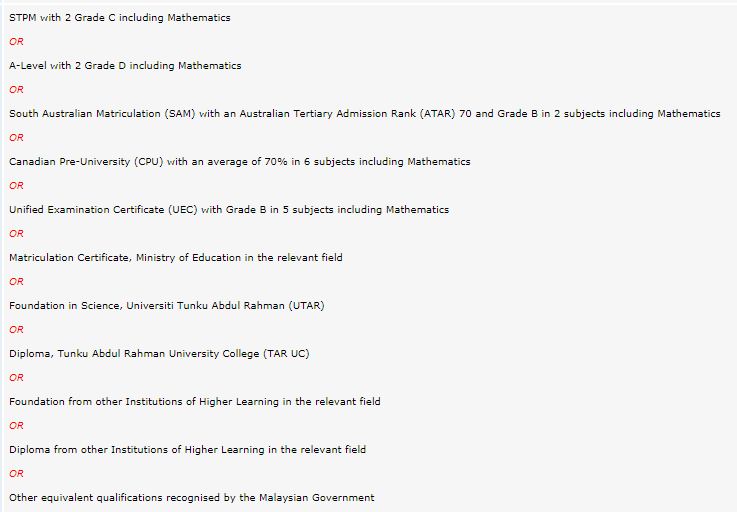 STPM with 2 Grade C including Mathematics
OR
A-Level with 2 Grade D including Mathematics
OR
South Australian Matriculation (SAM) with an Australian Tertiary Admission Rank (ATAR) 70 and Grade B in 2 subjects including Mathematics
OR
Canadian Pre-University (CPU) with an average of 70% in 6 subjects including Mathematics
OR
Unified Examination Certificate (UEC) with Grade B in 5 subjects including Mathematics
OR
Matriculation Certificate, Ministry of Education in the relevant field
OR
Foundation in Science, Universiti Tunku Abdul Rahman (UTAR)
OR
Diploma, Tunku Abdul Rahman University College (TAR UC)
OR
Foundation from other Institutions of Higher Learning in the relevant field
OR
Diploma from other Institutions of Higher Learning in the relevant field
OR
Other equivalent qualifications recognised by the Malaysian Government